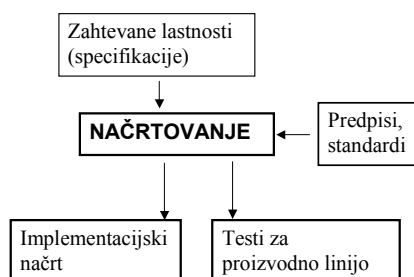 Zahtevane lastnosti
(specifikacije)
NAČRTOVANJE
Predpisi,
standardi
Implementacijski
načrt
Testi za
proizvodno linijo